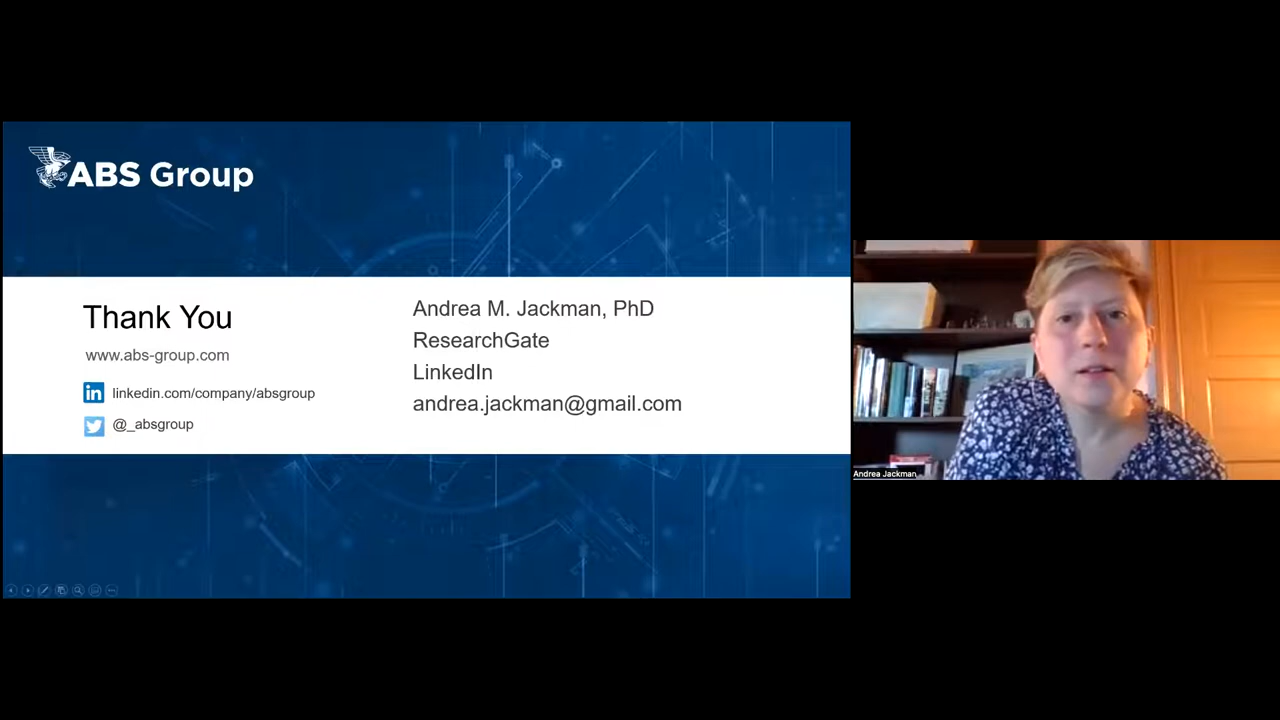 ABS Group
Thank You
www.abs-group.com
in linkedin.com/company/absgroup
@_absgroup
Andrea M. Jackman, PhD
ResearchGate
LinkedIn
andrea.jackman@gmail.com
Andrea Jackman